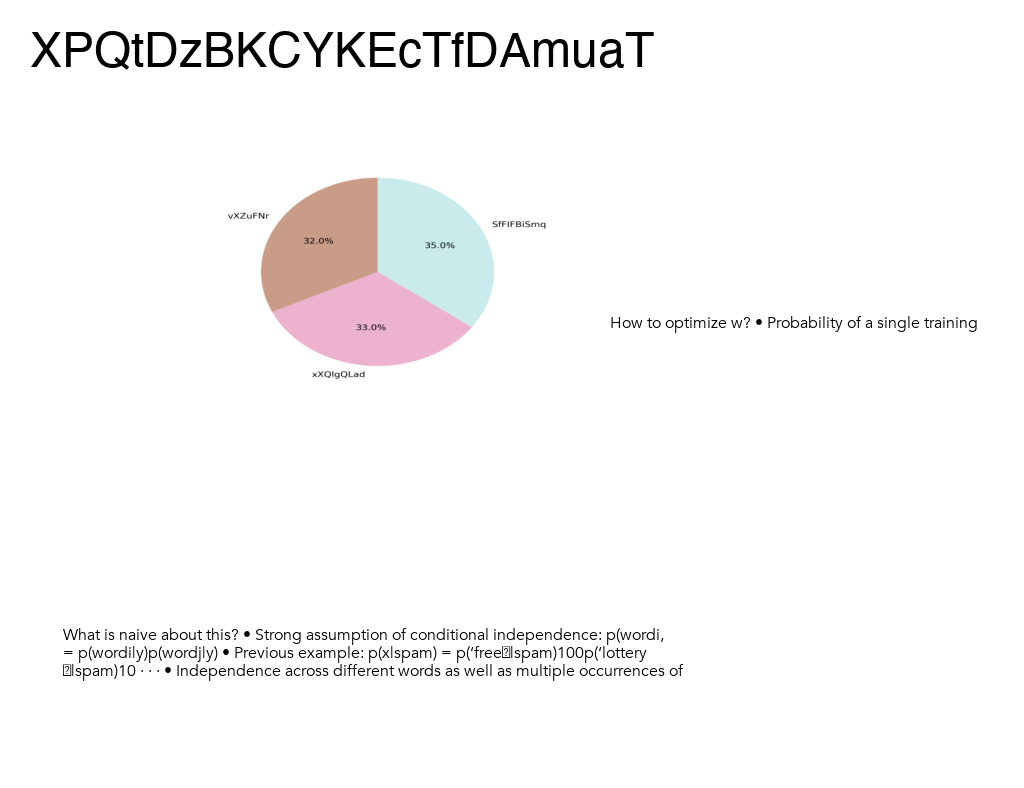 XPQtDzBKCYKEcTfDAmuaT
vXZuFNr
SfFIFBiSmq
32.0%
35.0%
33.0%
xXQlgQLad
How to optimize w? • Probability of a single training
What is naive about this? • Strong assumption of conditional independence: p(wordi,
= p(wordily)p(wordjly) • Previous example: p(xlspam) = p(‘free�lspam)100p(‘lottery
�lspam)10 · · · • Independence across different words as well as multiple occurrences of